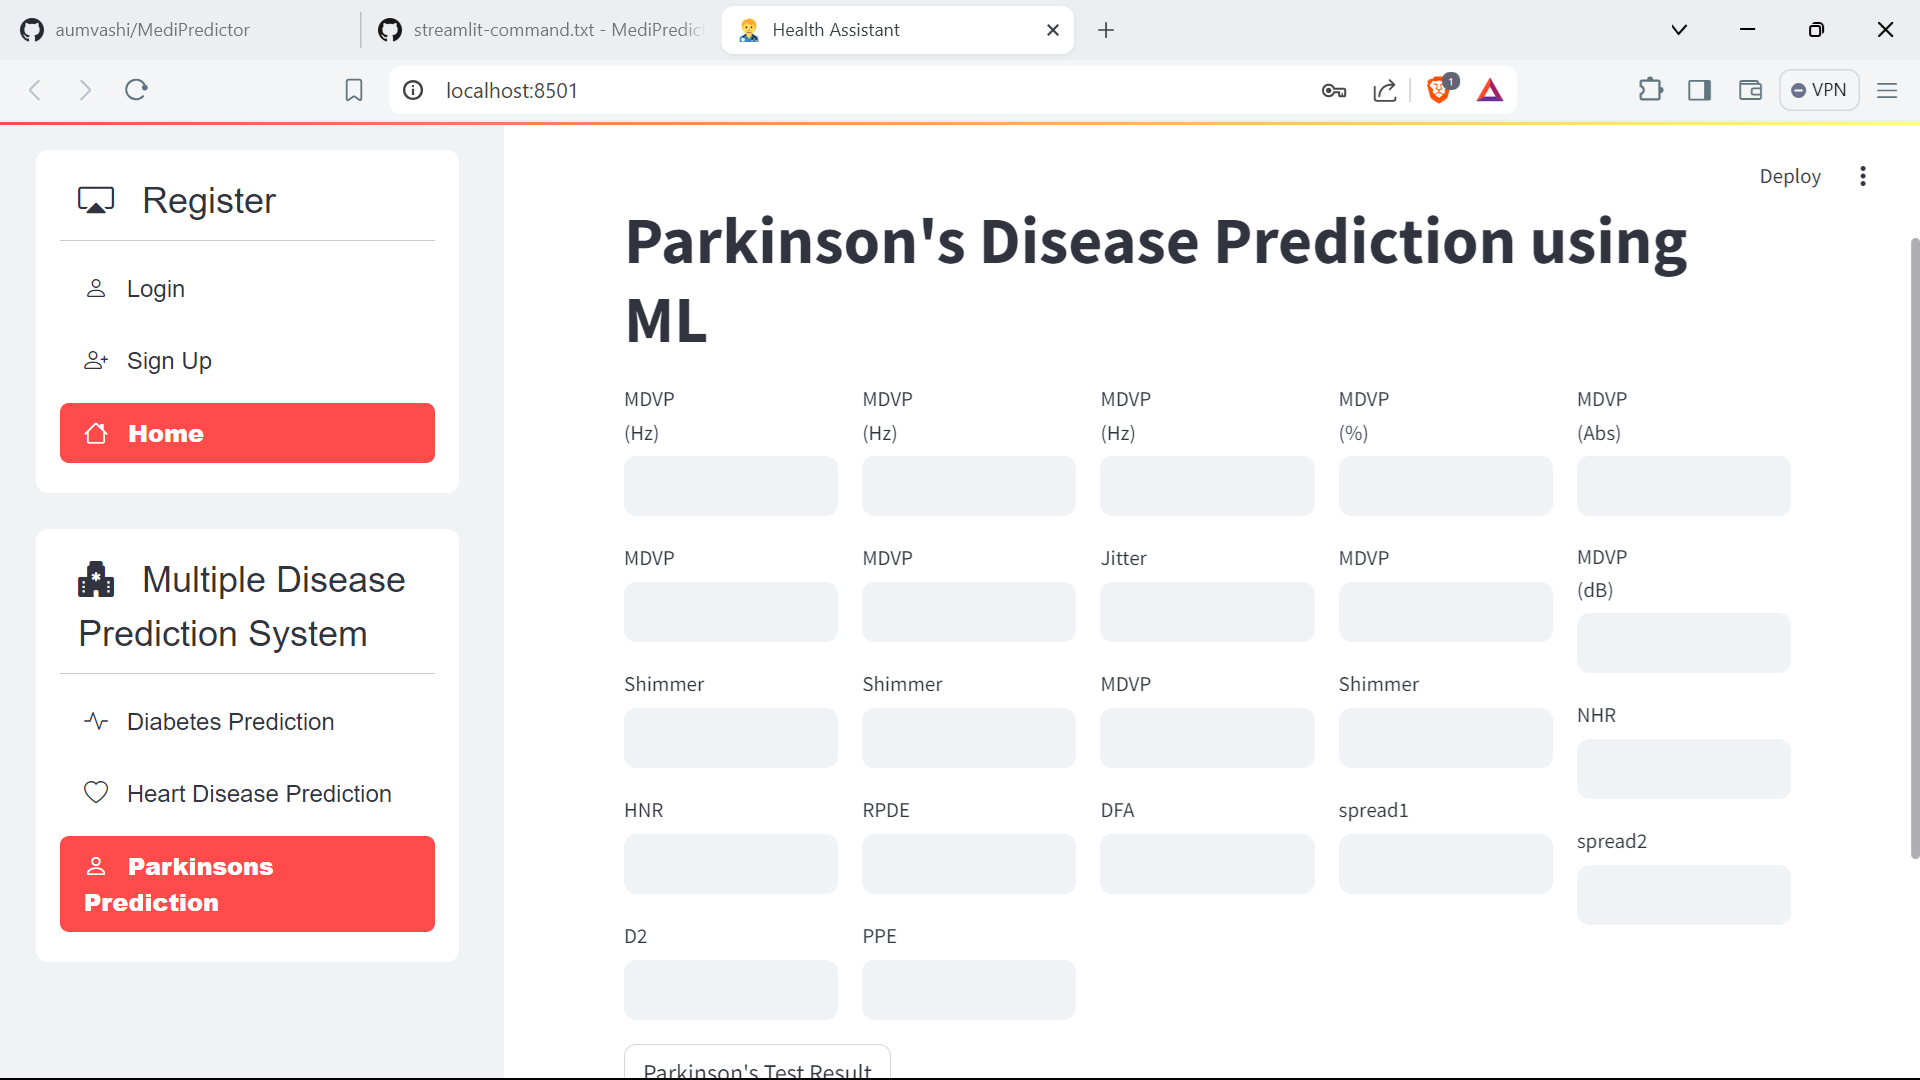 aumvashi/MediPredictor
streamlit-command.txt - MediPredic
Health Assistant
localhost:8501
1
VPN
Register
Login
Sign Up
Home
Multiple Disease
Prediction System
Diabetes Prediction
Heart Disease Prediction
Parkinsons
Prediction
Deploy
Parkinson's Disease Prediction using
ML
MDVP MDVP MDVP MDVP MDVP
(Hz) (Hz) (Hz) (%) (Abs)
MDVP MDVP Jitter MDVP MDVP
(dB)
Shimmer Shimmer MDVP Shimmer
NHR
HNR RPDE DFA spread1
spread2
D2 PPE
Parkinson's Test Result